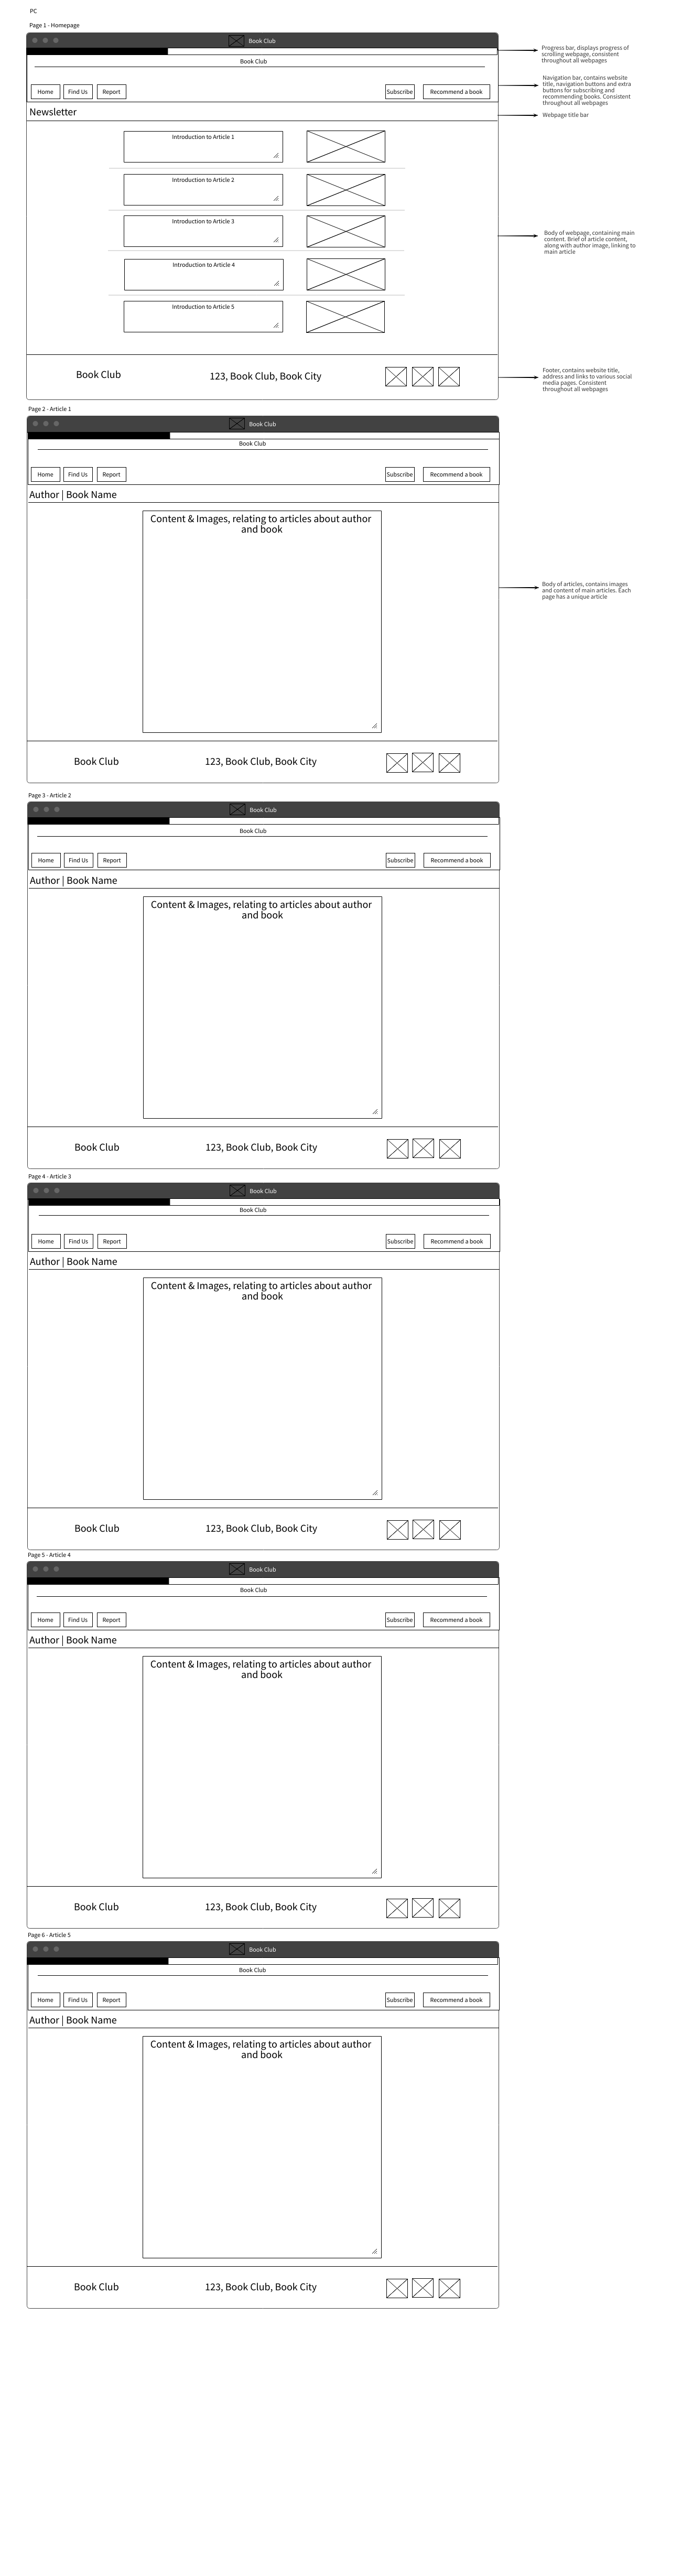 PC
Page 1 - Homepage
Book Club
Book Club
Home
Find Us
Report
Subscribe
Recommend a book
Newsletter
Introduction to Article 1
Introduction to Article 2
Introduction to Article 3
Introduction to Article 4
Introduction to Article 5
Book Club
123, Book Club, Book City
Progress bar, displays progress of
scrolling webpage, consistent
throughout all webpages
Navigation bar, contains website
title, navigation buttons and extra
buttons for subscribing and
recommending books. Consistent
throughout all webpages
Webpage title bar
Body of webpage, containing main
content. Brief of article content,
along with author image, linking to
main article
Footer, contains website title,
address and links to various social
media pages. Consistent
throughout all webpages
Page 2 - Article 1
Book Club
Book Club
Home
Find Us
Report
Subscribe
Recommend a book
Author | Book Name
Content & Images, relating to articles about author
and book
Body of articles, contains images
and content of main articles. Each
page has a unique article
Book Club
123, Book Club, Book City
Page 3 - Article 2
Book Club
Book Club
Home
Find Us
Report
Subscribe
Recommend a book
Author | Book Name
Content & Images, relating to articles about author
and book
Book Club
123, Book Club, Book City
Page 4 - Article 3
Book Club
Book Club
Home
Find Us
Report
Subscribe
Recommend a book
Author | Book Name
Content & Images, relating to articles about author
and book
Book Club
123, Book Club, Book City
Page 5 - Article 4
Book Club
Book Club
Home
Find Us
Report
Subscribe
Recommend a book
Author | Book Name
Content & Images, relating to articles about author
and book
Book Club
123, Book Club, Book City
Page 6 - Article 5
Book Club
Book Club
Home
Find Us
Report
Subscribe
Recommend a book
Author | Book Name
Content & Images, relating to articles about author
and book
Book Club
123, Book Club, Book City